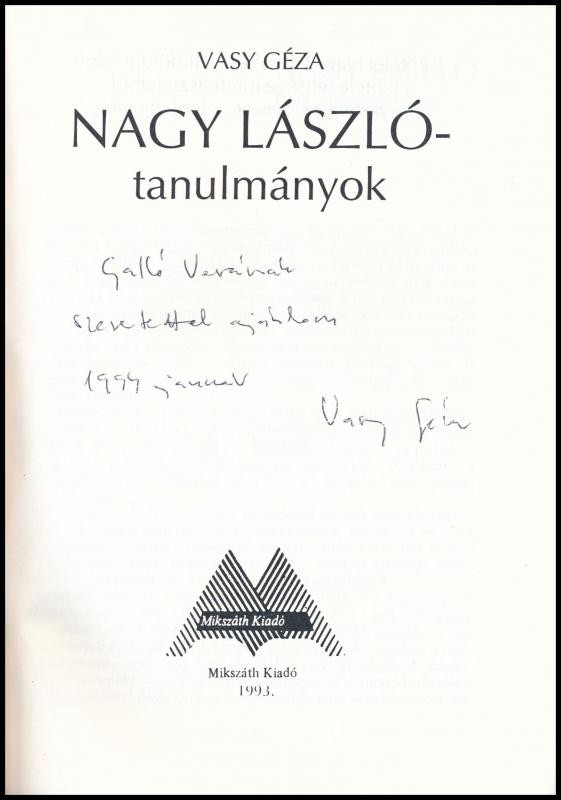 VASY GÉZA
NAGY LÁSZLÓ-
tanulmányok
Galló Verának
szeretettel ajánlom
1994 január
Vasy Géza
Mikszáth Kiadó
Mikszáth Kiadó
1993.